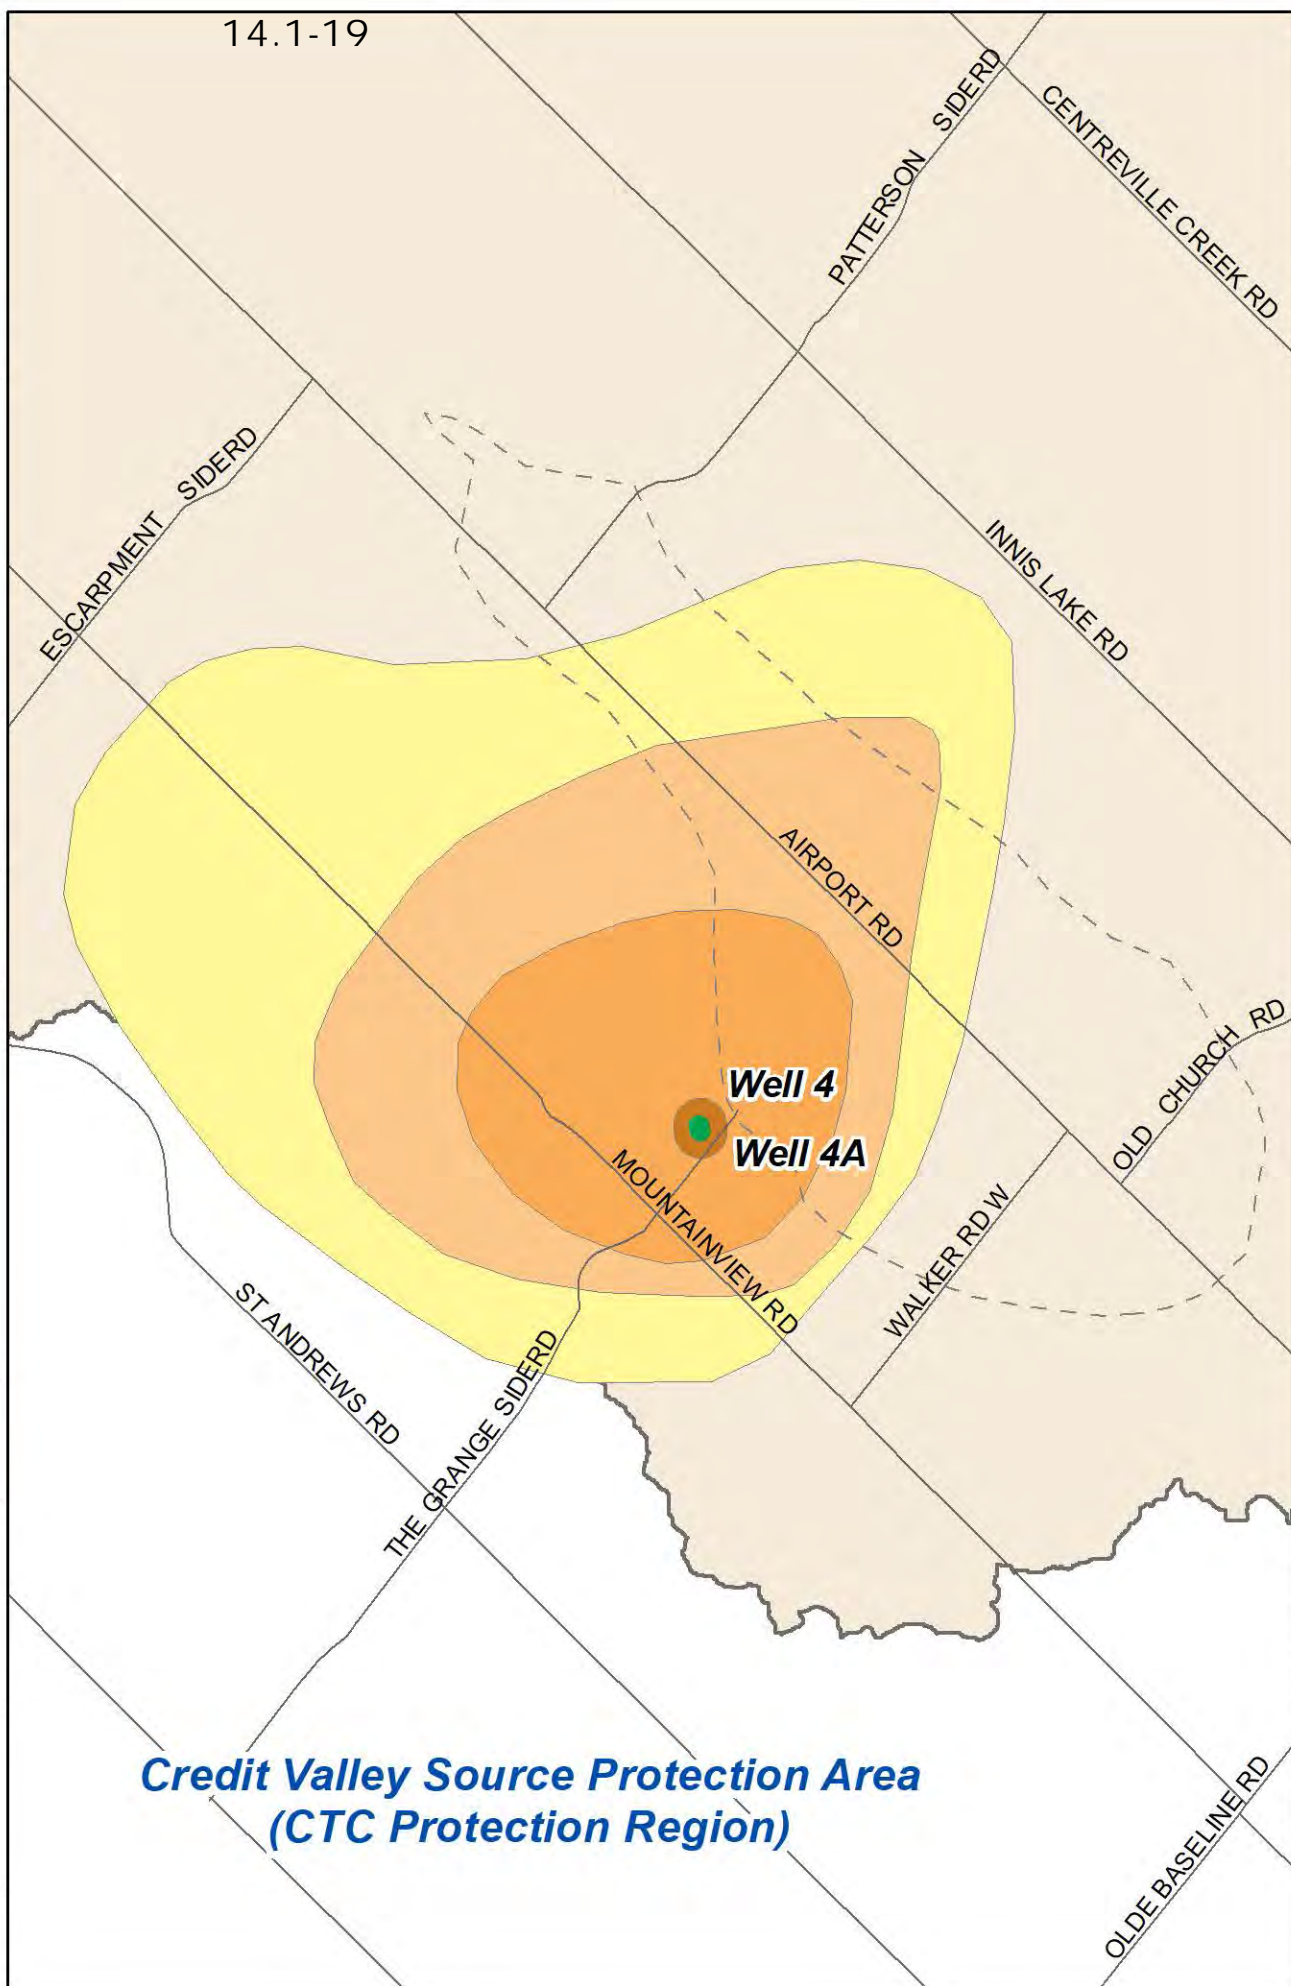 14.1-19
PATTERSON SIDERD
CENTREVILLE CREEK RD
ESCARPMENT SIDERD
INNIS LAKE RD
AIRPORT RD
OLD CHURCH RD
Well 4
Well 4A
MOUNTAINVIEW RD
WALKER RD W
ST ANDREWS RD
THE GRANGE SIDERD
Credit Valley Source Protection Area
(CTC Protection Region)
OLDE BASELINE RD